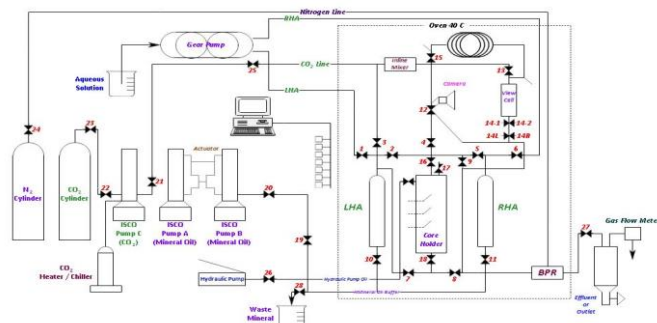 Nitrogen Line
RHA
Oven 40 C
Gear Pump
CO2 Line
Inline
Mixer
15
13
25
Aqueous
Solution
LHA
Camera
View
Cell
12
14-1
14-2
14L
14R
24
23
Actuator
3
4
1
2
5
6
16
17
9
21
22
20
N2
Cylinder
CO2
Cylinder
ISCO
Pump C
(CO2)
ISCO
Pump A
(Mineral Oil)
ISCO
Pump B
(Mineral Oil)
LHA
Core
Holder
RHA
27
Gas Flow Meter
19
10
18
11
CO2
Heater / Chiller
Hydraulic Pump
26
Hydraulic Pump Oil
7
8
BPR
28
Waste
Mineral
Effluent
or
Outlet